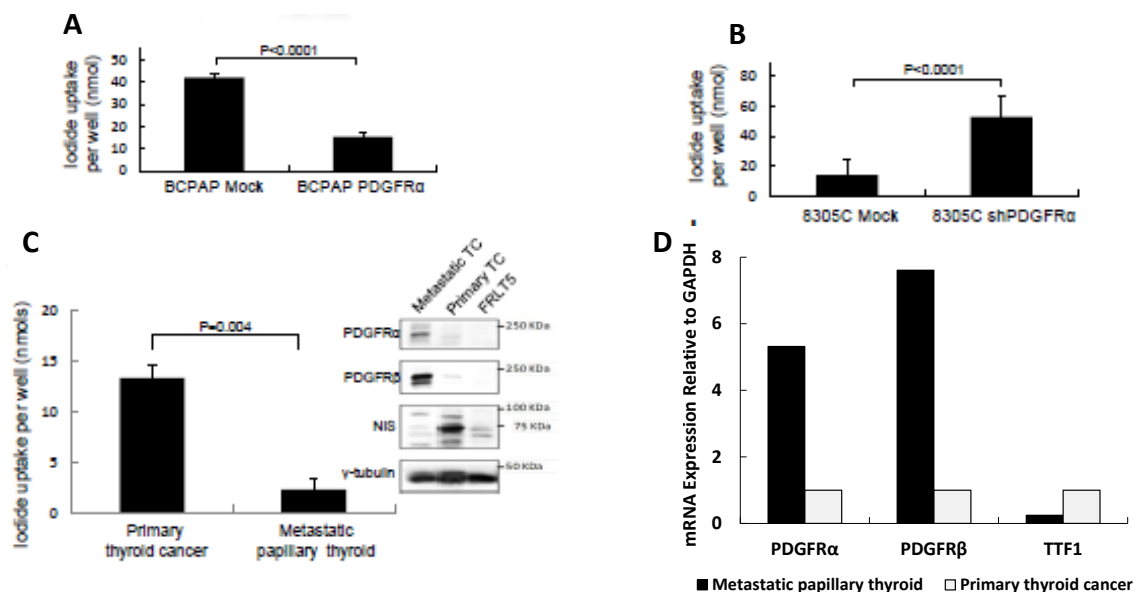 A
P<0.0001
Iodide uptake
per well (nmol)
50
40
30
20
10
0
BCPAP Mock
BCPAP PDGFRα
B
P<0.0001
Iodide uptake
per well (nmol)
80
60
40
20
0
8305C Mock
8305C shPDGFRα
C
P=0.004
Iodide uptake per well (nmols)
20
15
10
5
0
Primary
thyroid cancer
Metastatic
papillary thyroid
Metastatic TC
Primary TC
FRLT5
PDGFRα
250 KDa
PDGFRβ
250 KDa
NIS
100 KDa
75 KDa
γ-tubulin
50 KDa
D
mRNA Expression Relative to GAPDH
8
6
4
2
0
PDGFRα
PDGFRβ
TTF1
Metastatic papillary thyroid
Primary thyroid cancer